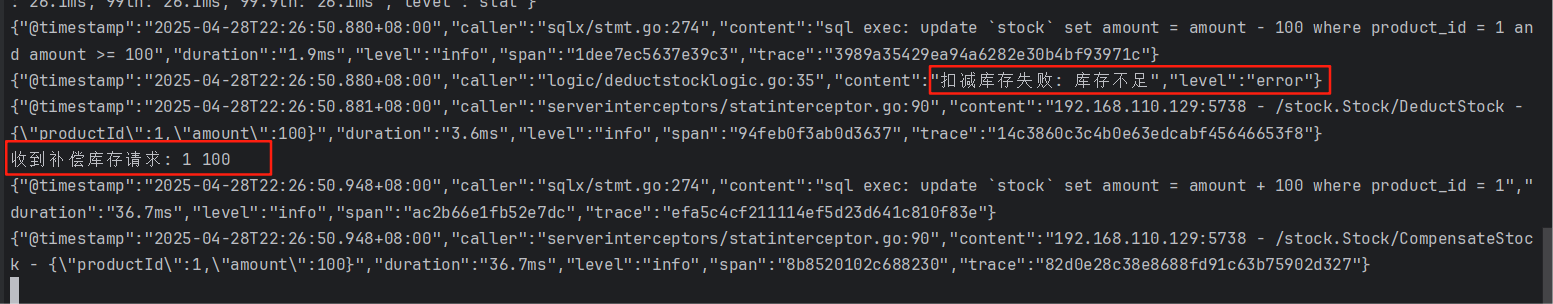 : 26.1ms, 99th: 26.1ms, 99.9th: 26.1ms","level":"stat"}
{"@timestamp":"2025-04-28T22:26:50.880+08:00","caller":"sqlx/stmt.go:274","content":"sql exec: update `stock` set amount = amount - 100 where product_id = 1 an
d amount >= 100","duration":"1.9ms","level":"info","span":"1dee7ec5637e39c3","trace":"3989a35429ea94a6282e30b4bf93971c"}
{"@timestamp":"2025-04-28T22:26:50.880+08:00","caller":"logic/deductstocklogic.go:35","content":"扣减库存失败: 库存不足","level":"error"}
{"@timestamp":"2025-04-28T22:26:50.881+08:00","caller":"serverinterceptors/statinterceptor.go:90","content":"192.168.110.129:5738 - /stock.Stock/DeductStock - 
{\"productId\":1,\"amount\":100}","duration":"3.6ms","level":"info","span":"94feb0f3ab0d3637","trace":"14c3860c3c4b0e63edcabf45646653f8"}
收到补偿库存请求: 1 100
{"@timestamp":"2025-04-28T22:26:50.948+08:00","caller":"sqlx/stmt.go:274","content":"sql exec: update `stock` set amount = amount + 100 where product_id = 1","
duration":"36.7ms","level":"info","span":"ac2b66e1fb52e7dc","trace":"efa5c4cf211114ef5d23d641c810f83e"}
{"@timestamp":"2025-04-28T22:26:50.948+08:00","caller":"serverinterceptors/statinterceptor.go:90","content":"192.168.110.129:5738 - /stock.Stock/CompensateStoc
k - {\"productId\":1,\"amount\":100}","duration":"36.7ms","level":"info","span":"8b8520102c688230","trace":"82d0e28c38e8688fd91c63b75902d327"}